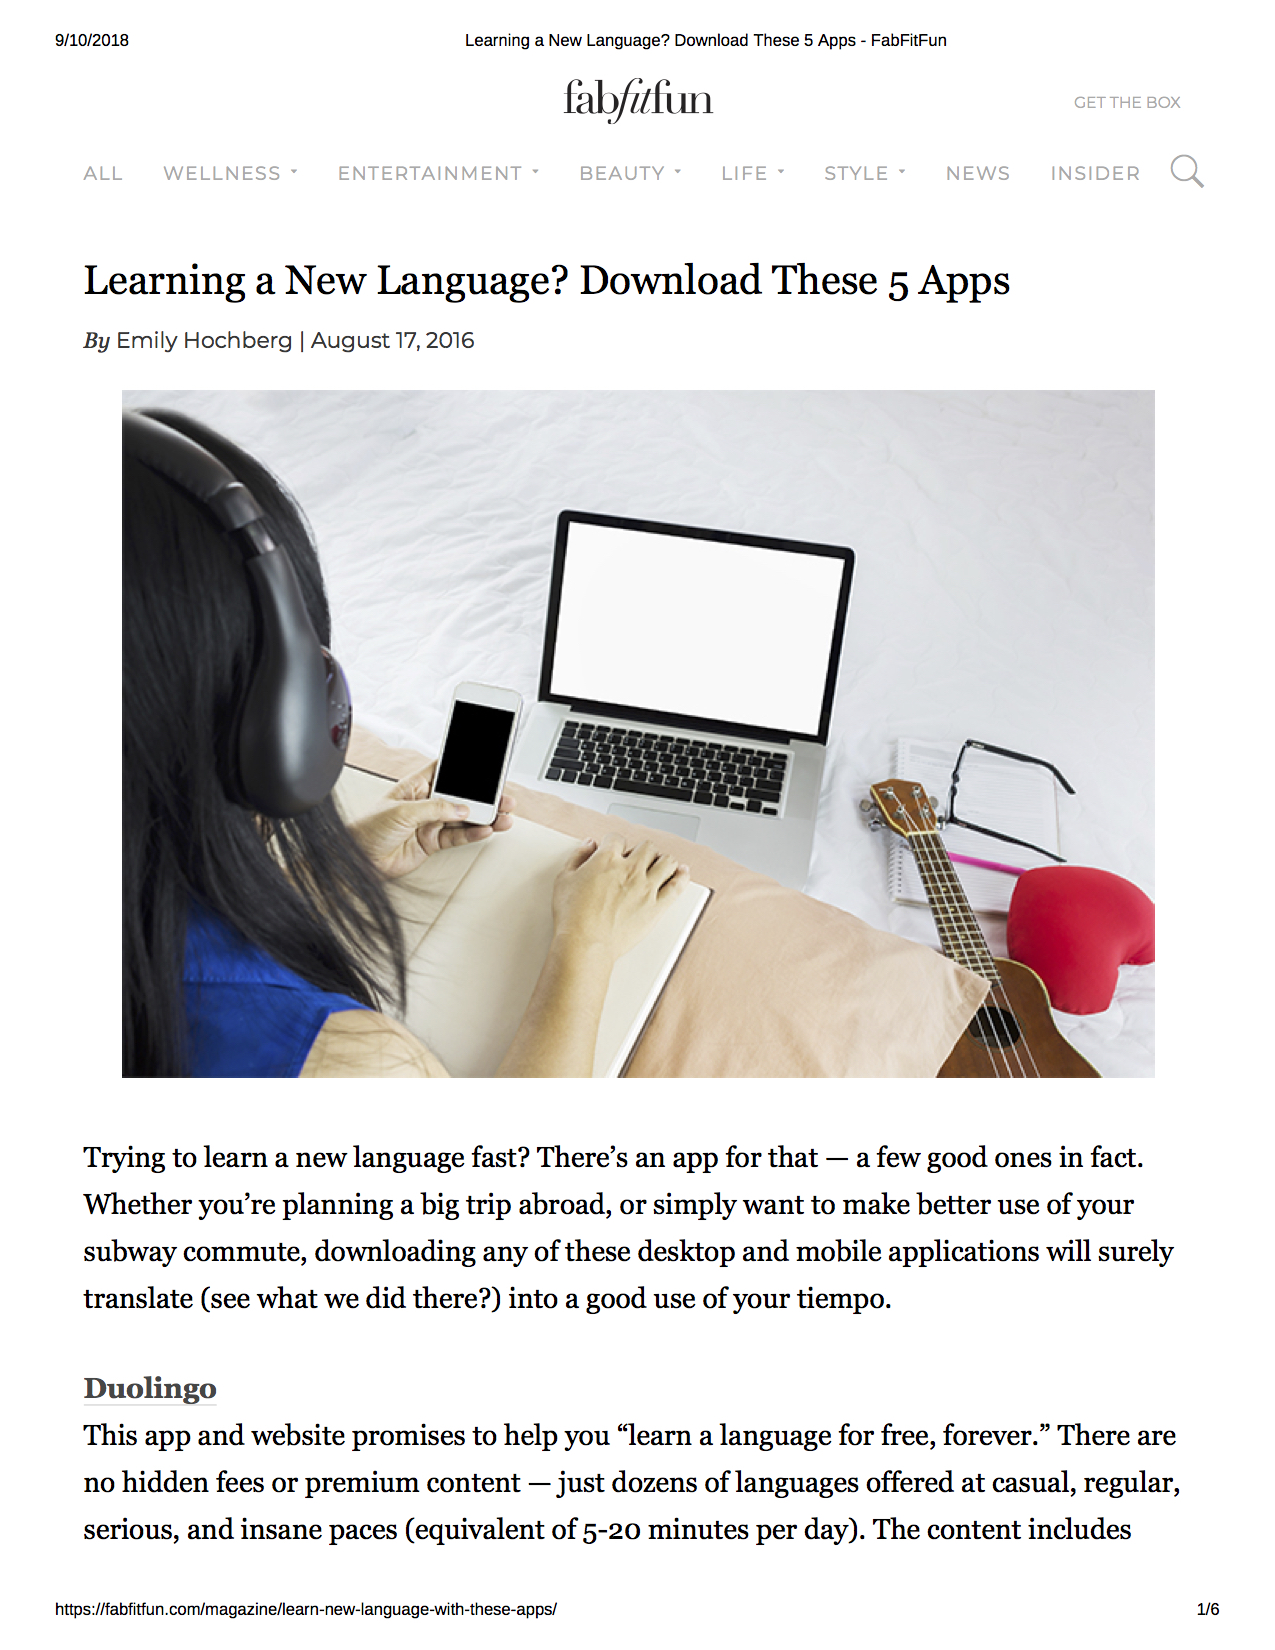 9/10/2018
Learning a New Language? Download These 5 Apps - FabFitFun
fabfitfun
GET THE BOX
ALL WELLNESS ENTERTAINMENT BEAUTY LIFE STYLE NEWS INSIDER
Learning a New Language? Download These 5 Apps
By Emily Hochberg | August 17, 2016
Trying to learn a new language fast? There’s an app for that — a few good ones in fact.
Whether you’re planning a big trip abroad, or simply want to make better use of your
subway commute, downloading any of these desktop and mobile applications will surely
translate (see what we did there?) into a good use of your tiempo.
Duolingo
This app and website promises to help you “learn a language for free, forever.” There are
no hidden fees or premium content — just dozens of languages offered at casual, regular,
serious, and insane paces (equivalent of 5-20 minutes per day). The content includes
https://fabfitfun.com/magazine/learn-new-language-with-these-apps/
1/6